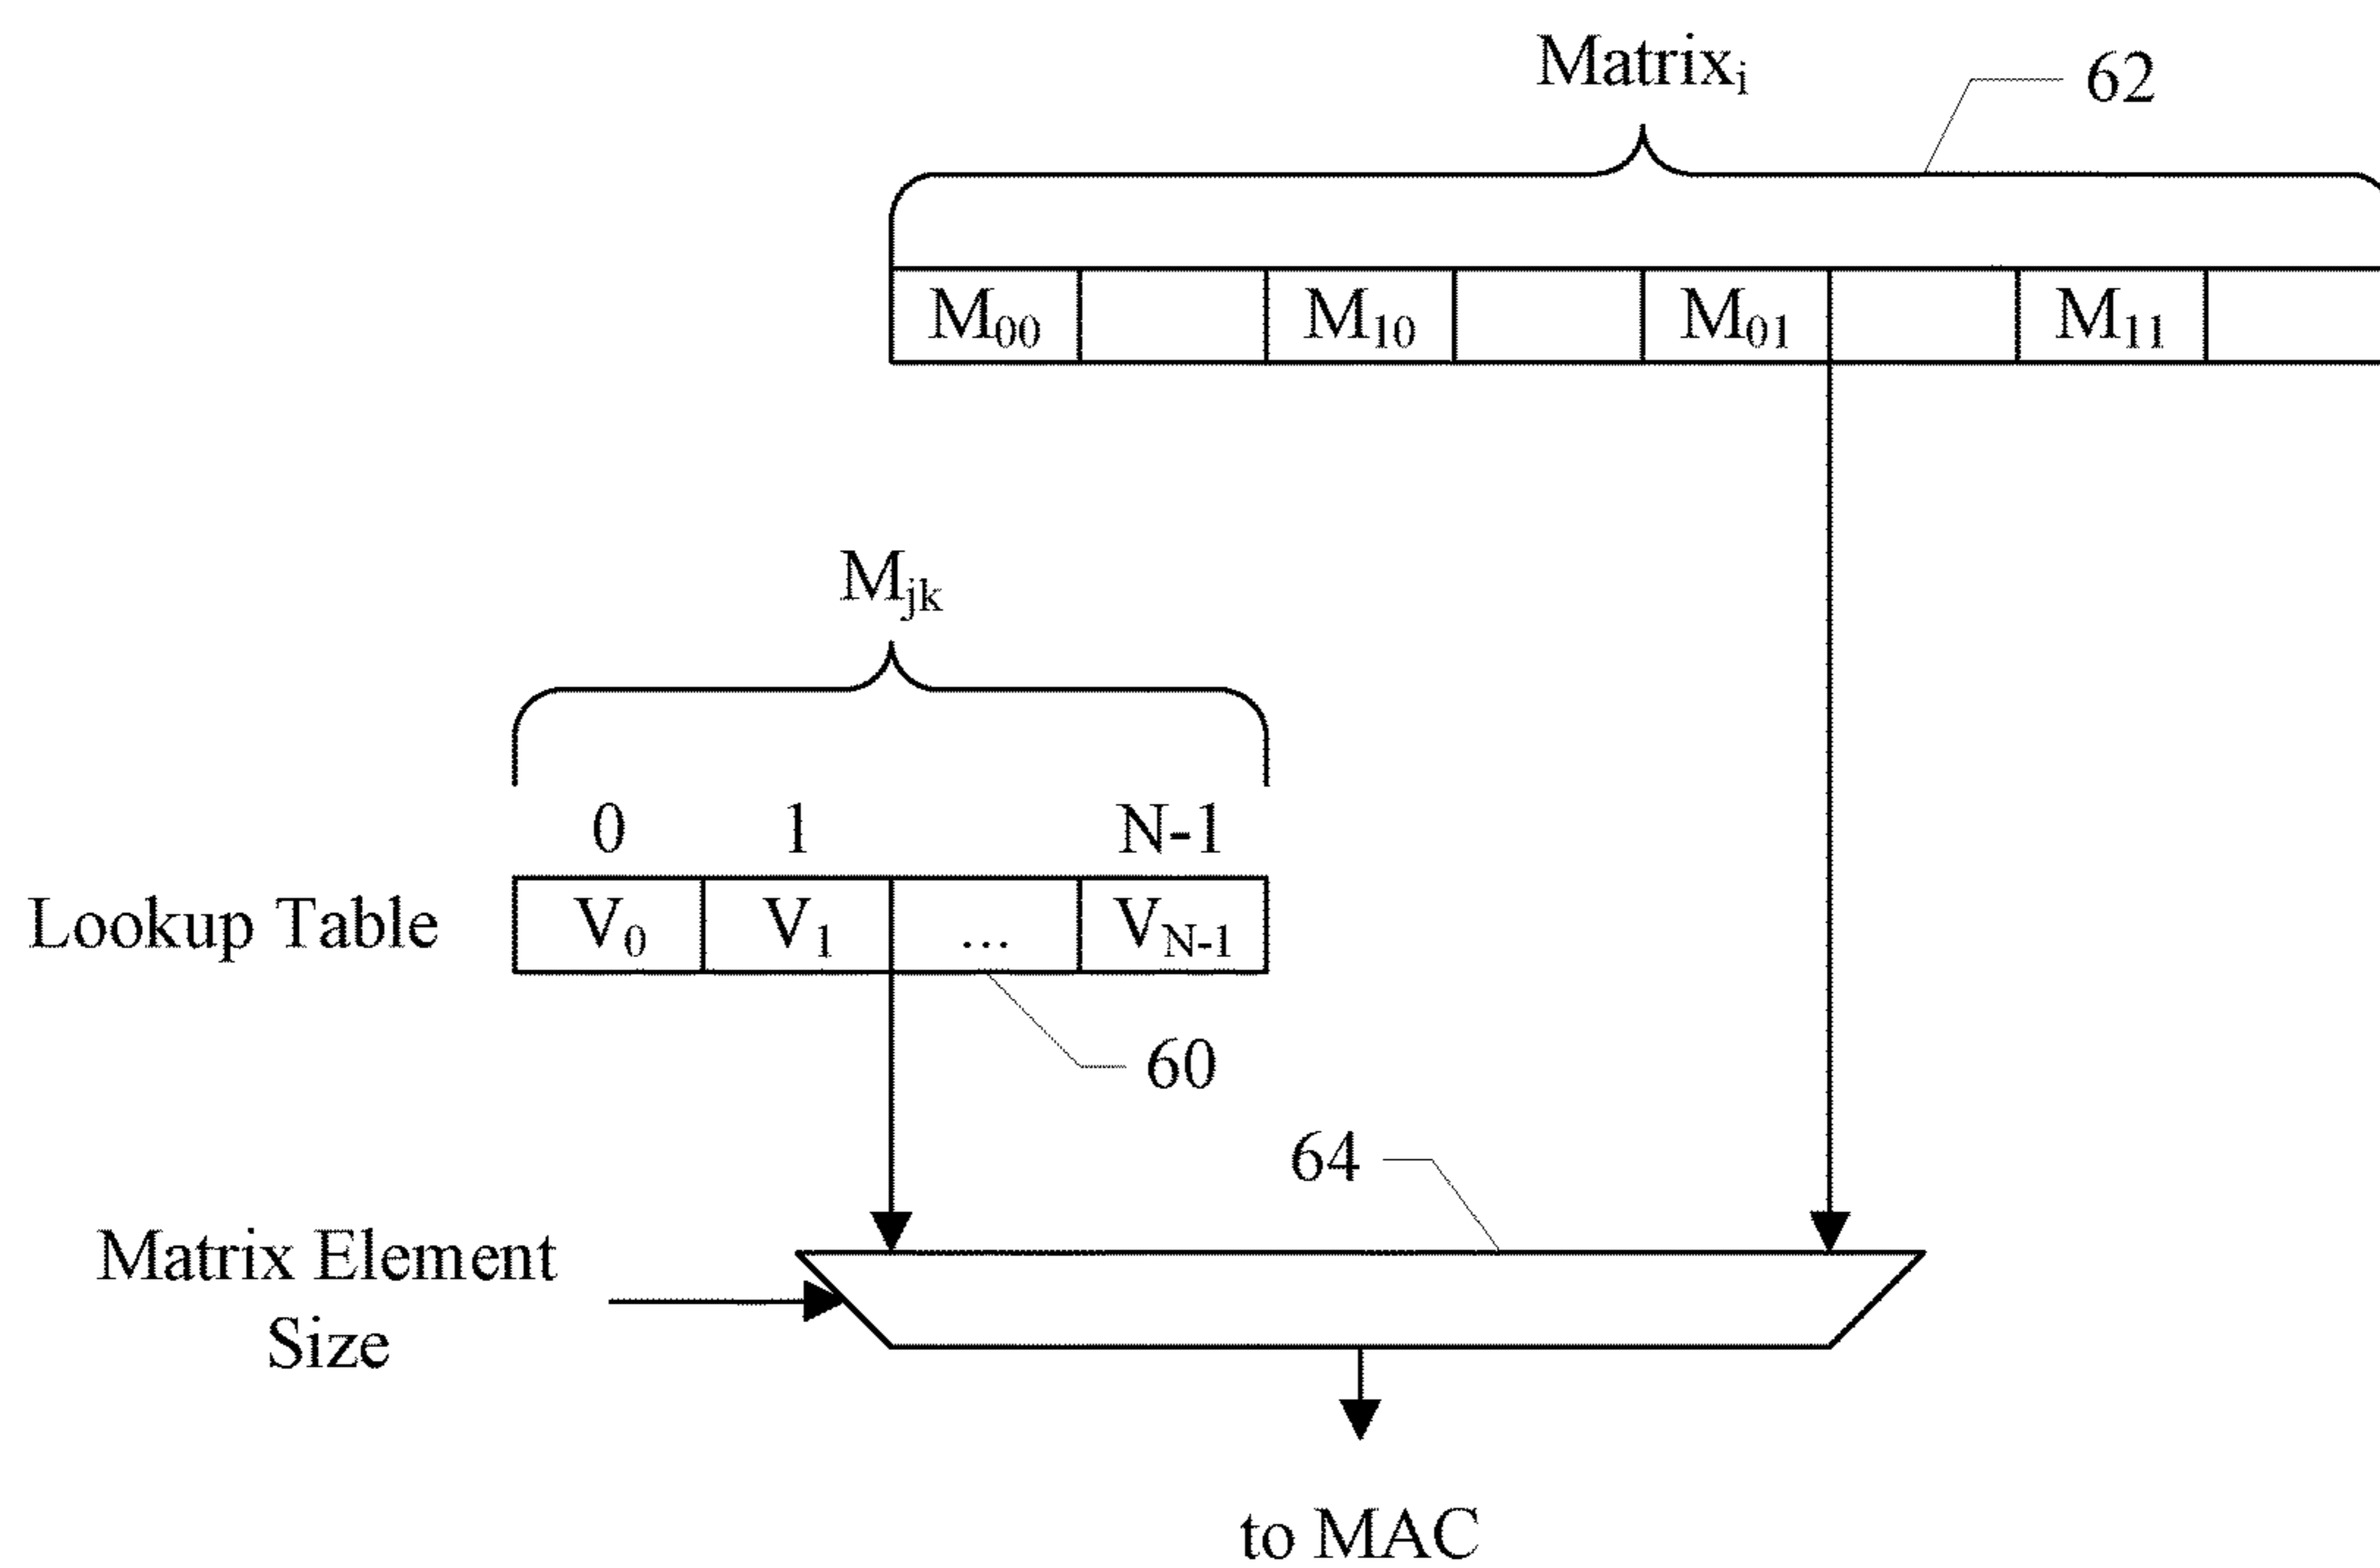 Matrixi
62
M00 M10 M01 M11
Mjk
0 1 N-1
Lookup Table V0 V1 ... VN-1
60
64
Matrix Element
Size
to MAC